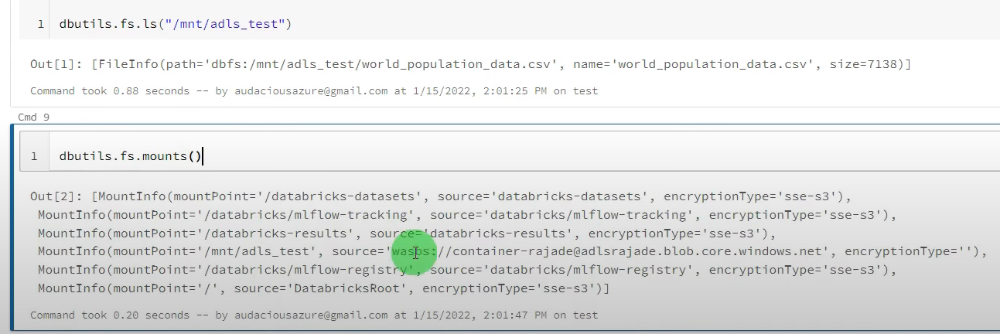 1 dbutils.fs.ls("/mnt/adls_test")
Out[1]: [FileInfo(path='dbfs:/mnt/adls_test/world_population_data.csv', name='world_population_data.csv', size=7138)]
Command took 0.88 seconds -- by audaciousazure@gmail.com at 1/15/2022, 2:01:25 PM on test
Cmd 9
1 dbutils.fs.mounts()
Out[2]: [MountInfo(mountPoint='/databricks-datasets', source='databricks-datasets', encryptionType='sse-s3'),
MountInfo(mountPoint='/databricks/mlflow-tracking', source='databricks/mlflow-tracking', encryptionType='sse-s3'),
MountInfo(mountPoint='/databricks-results', source='databricks-results', encryptionType='sse-s3'),
MountInfo(mountPoint='/mnt/adls_test', source='wasbs://container-rajade@adlsrajade.blob.core.windows.net', encryptionType=''),
MountInfo(mountPoint='/databricks/mlflow-registry', source='databricks/mlflow-registry', encryptionType='sse-s3'),
MountInfo(mountPoint='/', source='DatabricksRoot', encryptionType='sse-s3')]
Command took 0.20 seconds -- by audaciousazure@gmail.com at 1/15/2022, 2:01:47 PM on test